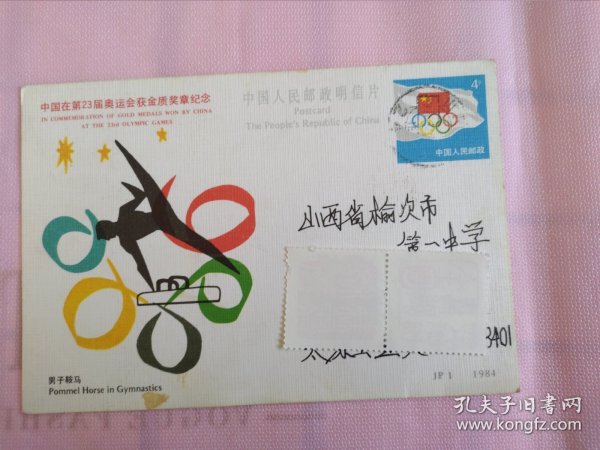 中国在第23届奥运会获金质奖章纪念
IN COMMEMORATION OF GOLD MEDALS WON BY CHINA
AT THE 23rd OLYMPIC GAMES
中国人民邮政明信片
Postcard
The People's Republic of China
4分
中国人民邮政
山西省榆次市
第一中学
3401
男子鞍马
Pommel Horse in Gymnastics
JP 1 1984
孔夫子旧书网
www.kongfz.com